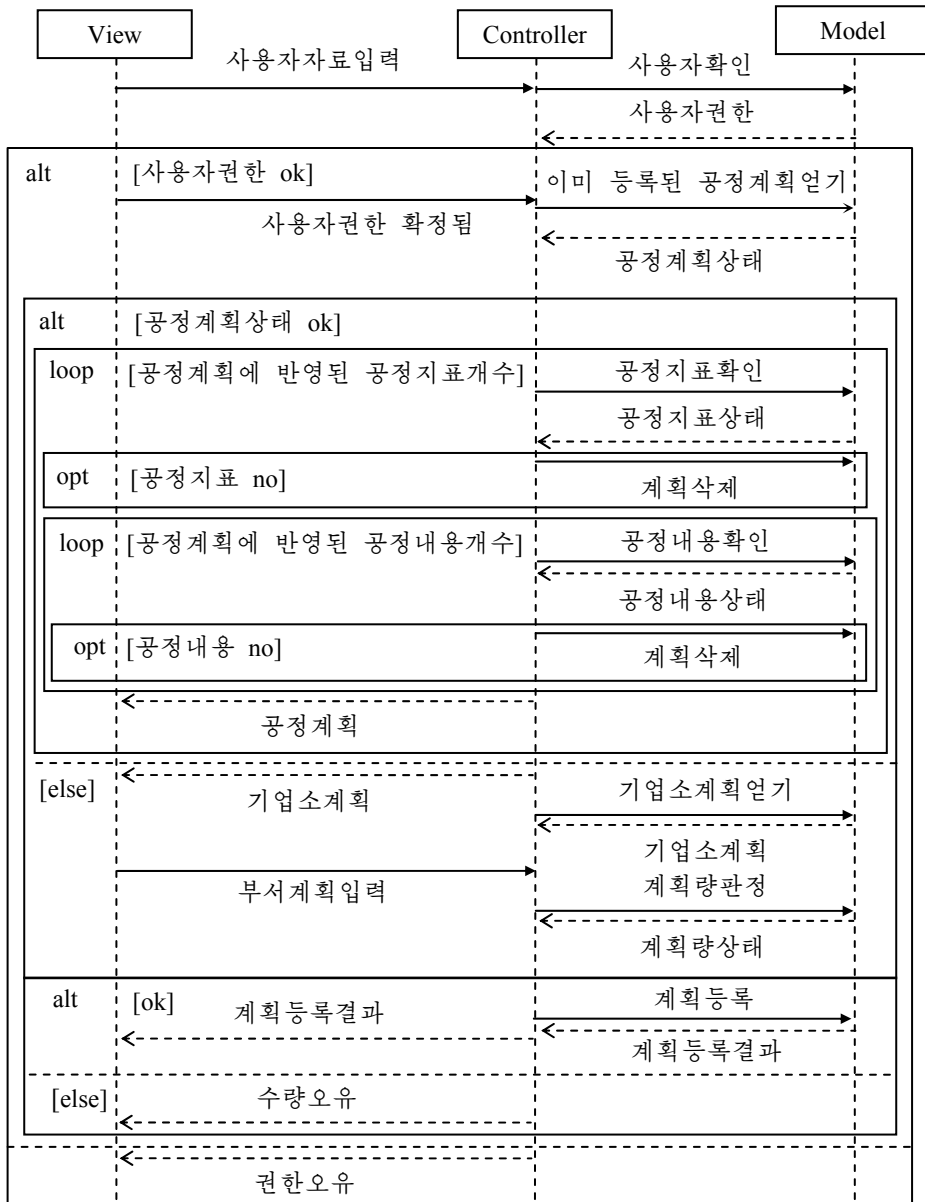 View
Controller
Model
사용자자료입력
사용자확인
사용자권한
alt
[사용자권한 ok]
이미 등록된 공정계획얻기
사용자권한 확정됨
공정계획상태
alt
[공정계획상태 ok]
loop
[공정계획에 반영된 공정지표개수]
공정지표확인
공정지표상태
opt
[공정지표 no]
계획삭제
loop
[공정계획에 반영된 공정내용개수]
공정내용확인
공정내용상태
opt
[공정내용 no]
계획삭제
공정계획
[else]
기업소계획
기업소계획얻기
기업소계획
부서계획입력
계획량판정
계획량상태
alt
[ok]
계획등록결과
계획등록
계획등록결과
[else]
수량오유
권한오유